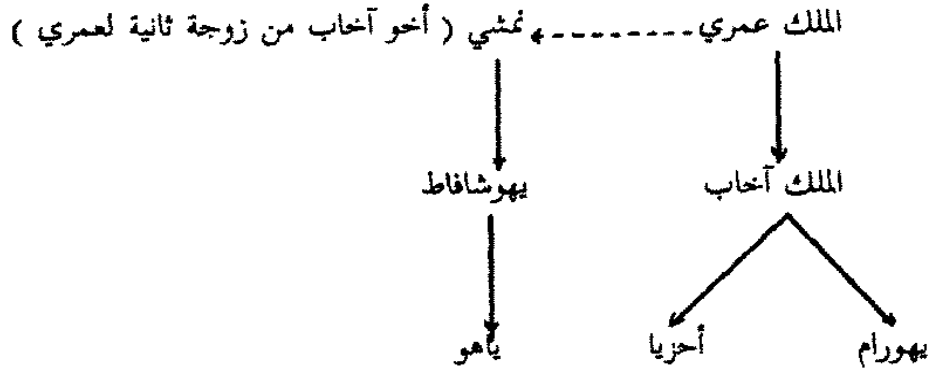 الملك عمري نمشي ( أخو آخاب من زوجة ثانية لعمري )
الملك آخاب يهوشافاط
يهورام أحزيا ياهو